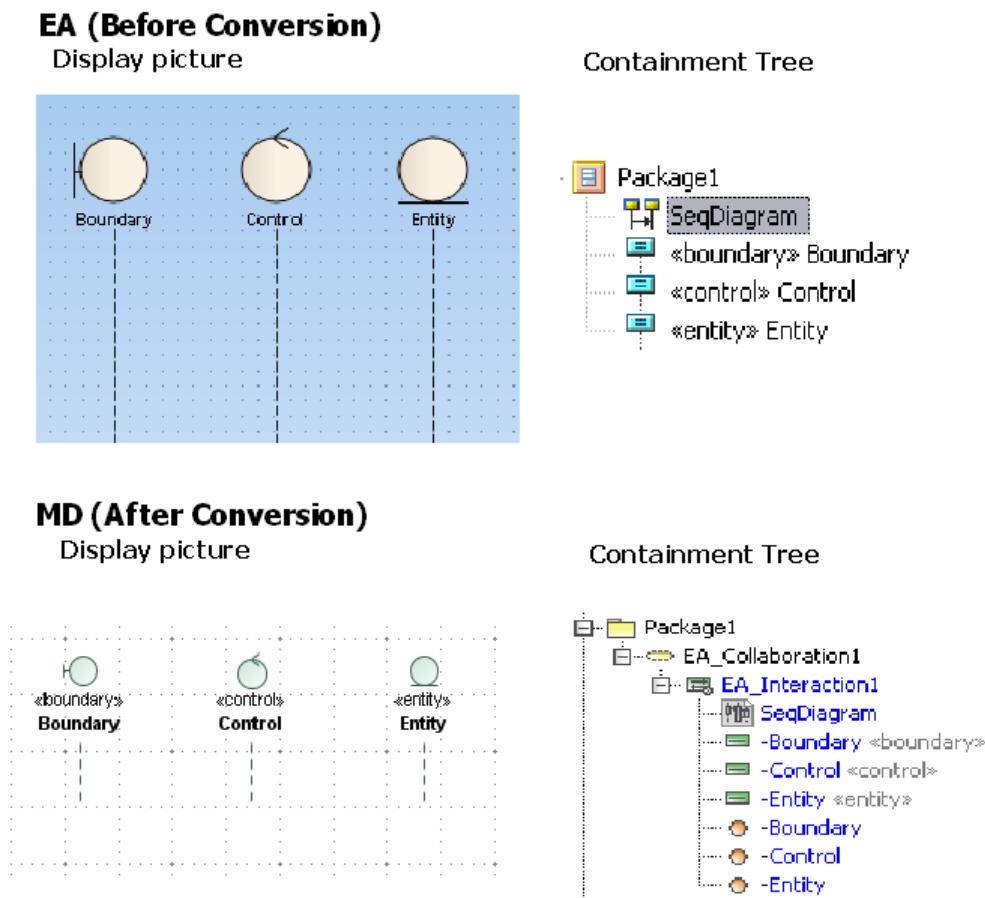 EA (Before Conversion)
Display picture
Containment Tree
Boundary
Control
Entity
Package1
SeqDiagram
«boundary» Boundary
«control» Control
«entity» Entity
MD (After Conversion)
Display picture
Containment Tree
«boundary»
Boundary
«control»
Control
«entity»
Entity
Package1
EA_Collaboration1
EA_Interaction1
SeqDiagram
-Boundary «boundary»
-Control «control»
-Entity «entity»
-Boundary
-Control
-Entity